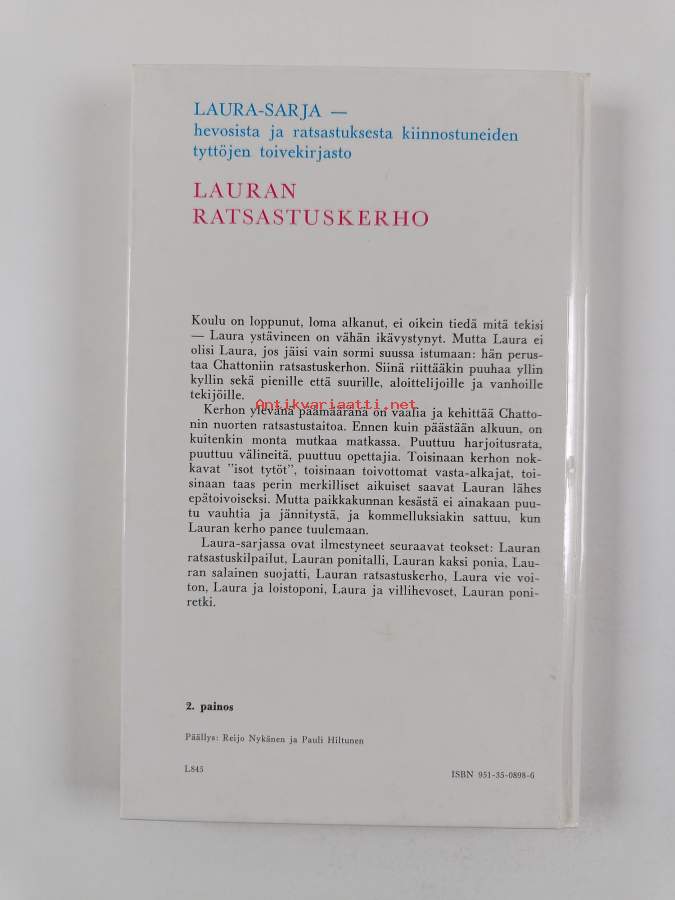 LAURA-SARJA —
hevosista ja ratsastuksesta kiinnostuneiden
tyttöjen toivekirjasto
LAURAN
RATSASTUSKERHO
Koulu on loppunut, loma alkanut, ei oikein tiedä mitä tekisi
— Laura ystävineen on vähän ikävystynyt. Mutta Laura ei
olisi Laura, jos jäisi vain sormi suussa istumaan: hän perus-
taa Chattoniin ratsastuskerhon. Siinä riittääkin puuhaa yllin
kyllin sekä pienille että suurille, aloittelijoille ja vanhoille
tekijöille.
Antikvariaatti.net
Kerhon ylevänä päämääränä on vaalia ja kehittää Chatto-
nin nuorten ratsastustaitoa. Ennen kuin päästään alkuun, on
kuitenkin monta mutkaa matkassa. Puuttuu harjoitusrata,
puuttuu välineitä, puuttuu opettajia. Toisinaan kerhon nok-
kavat "isot tytöt", toisinaan toivottomat vasta-alkajat, toi-
sinaan taas perin merkilliset aikuiset saavat Lauran lähes
epätoivoiseksi. Mutta paikkakunnan kesästä ei ainakaan puu-
tu vauhtia ja jännitystä, ja kommelluksiakin sattuu, kun
Lauran kerho panee tuulemaan.
Laura-sarjassa ovat ilmestyneet seuraavat teokset: Lauran
ratsastuskilpailut, Lauran ponitalli, Lauran kaksi ponia, Lau-
ran salainen suojatti, Lauran ratsastuskerho, Laura vie voi-
ton, Laura ja loistoponi, Laura ja villihevoset, Lauran poni-
retki.
2. painos
Päällys: Reijo Nykänen ja Pauli Hiltunen
L845
ISBN 951-35-0898-6